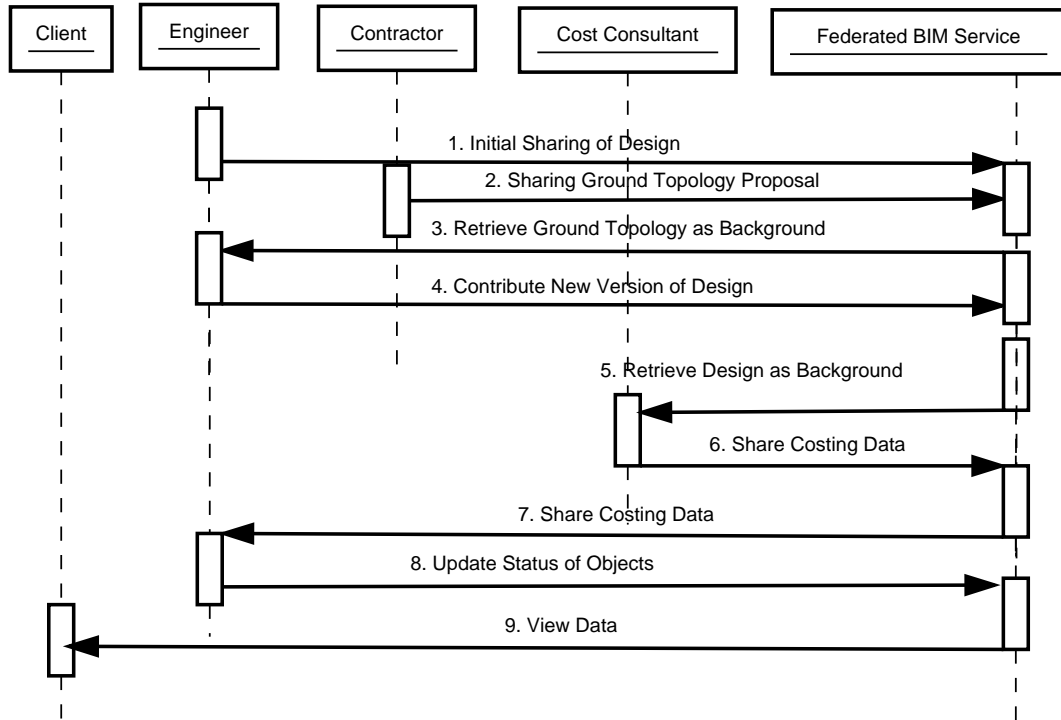 Client
Engineer
Contractor
Cost Consultant
Federated BIM Service
1. Initial Sharing of Design
2. Sharing Ground Topology Proposal
3. Retrieve Ground Topology as Background
4. Contribute New Version of Design
5. Retrieve Design as Background
6. Share Costing Data
7. Share Costing Data
8. Update Status of Objects
9. View Data